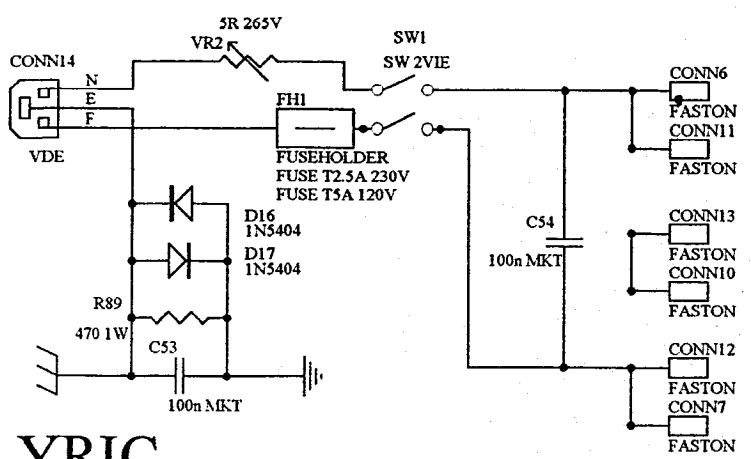 5R 265V
VR2
SW1
SW 2VIE
CONN14
N
E
F
VDE
FH1
FUSEHOLDER
FUSE T2.5A 230V
FUSE T5A 120V
CONN6
FASTON
CONN11
FASTON
D16
1N5404
D17
1N5404
C54
100n MKT
CONN13
FASTON
CONN10
FASTON
R89
470 1W
C53
100n MKT
CONN12
FASTON
CONN7
FASTON